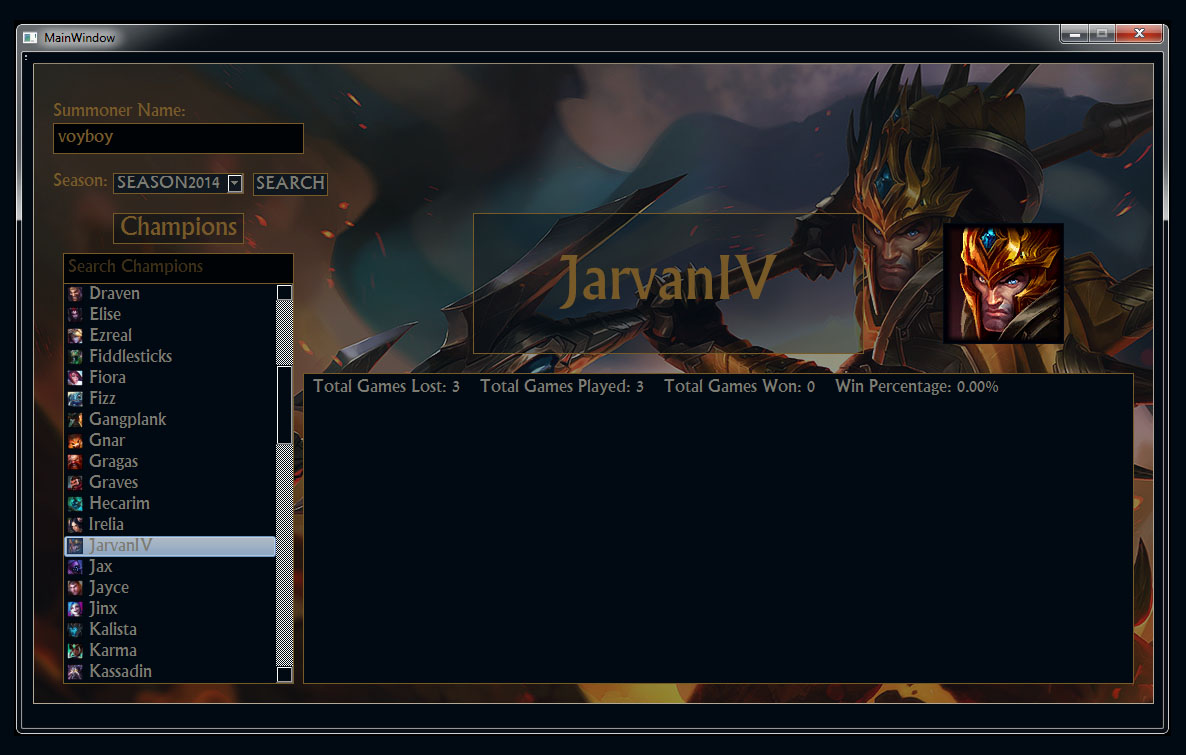 MainWindow
Summoner Name:
voyboy
Season: SEASON2014 SEARCH
Champions
Search Champions
Draven
Elise
Ezreal
Fiddlesticks
Fiora
Fizz
Gangplank
Gnar
Gragas
Graves
Hecarim
Irelia
JarvanIV
Jax
Jayce
Jinx
Kalista
Karma
Kassadin
JarvanIV
Total Games Lost: 3 Total Games Played: 3 Total Games Won: 0 Win Percentage: 0.00%